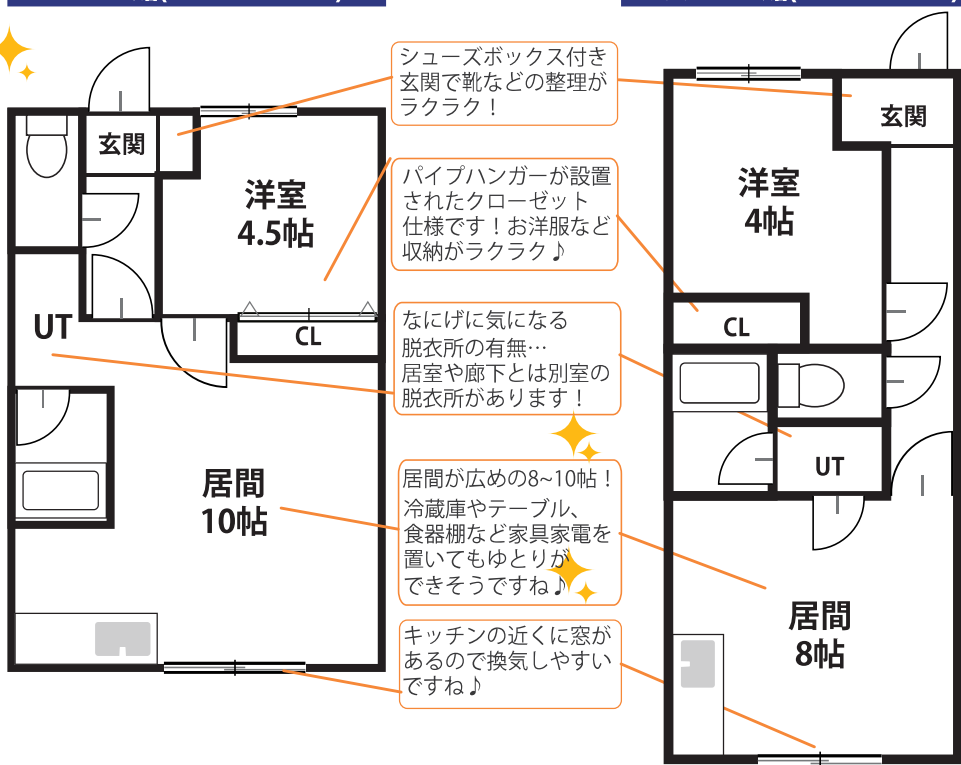 玄関
洋室
4.5帖
UT
CL
居間
10帖
シューズボックス付き
玄関で靴などの整理が
ラクラク！
パイプハンガーが設置
されたクローゼット
仕様です！お洋服など
収納がラクラク♪
なにげに気になる
脱衣所の有無…
居室や廊下とは別室の
脱衣所があります！
居間が広めの8~10帖！
冷蔵庫やテーブル、
食器棚など家具家電を
置いてもゆとりが
できそうですね♪
キッチンの近くに窓が
あるので換気しやすい
ですね♪
玄関
洋室
4帖
CL
UT
居間
8帖